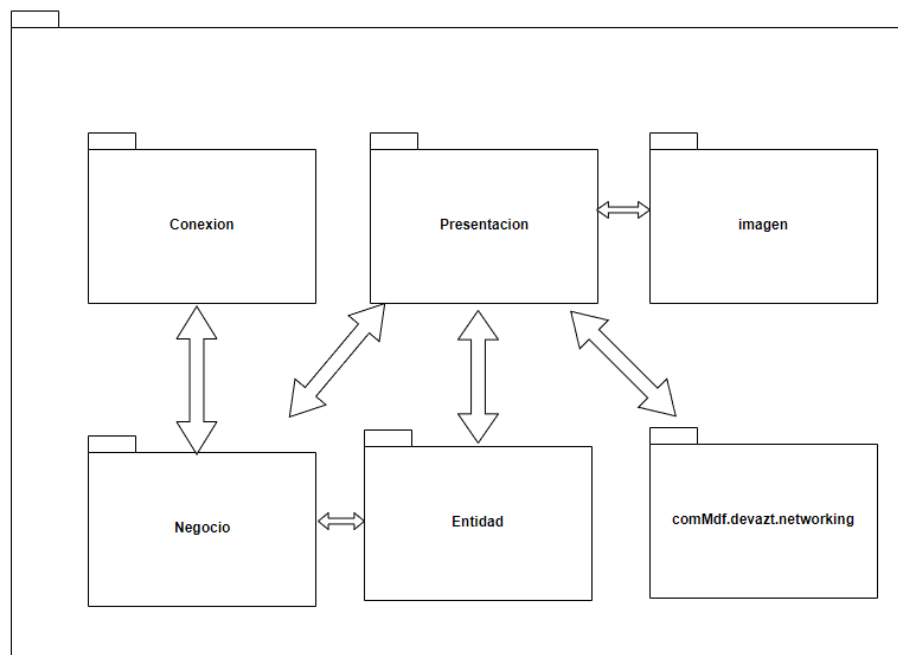 Conexion
Presentacion
imagen
Negocio
Entidad
comMdf.devazt.networking